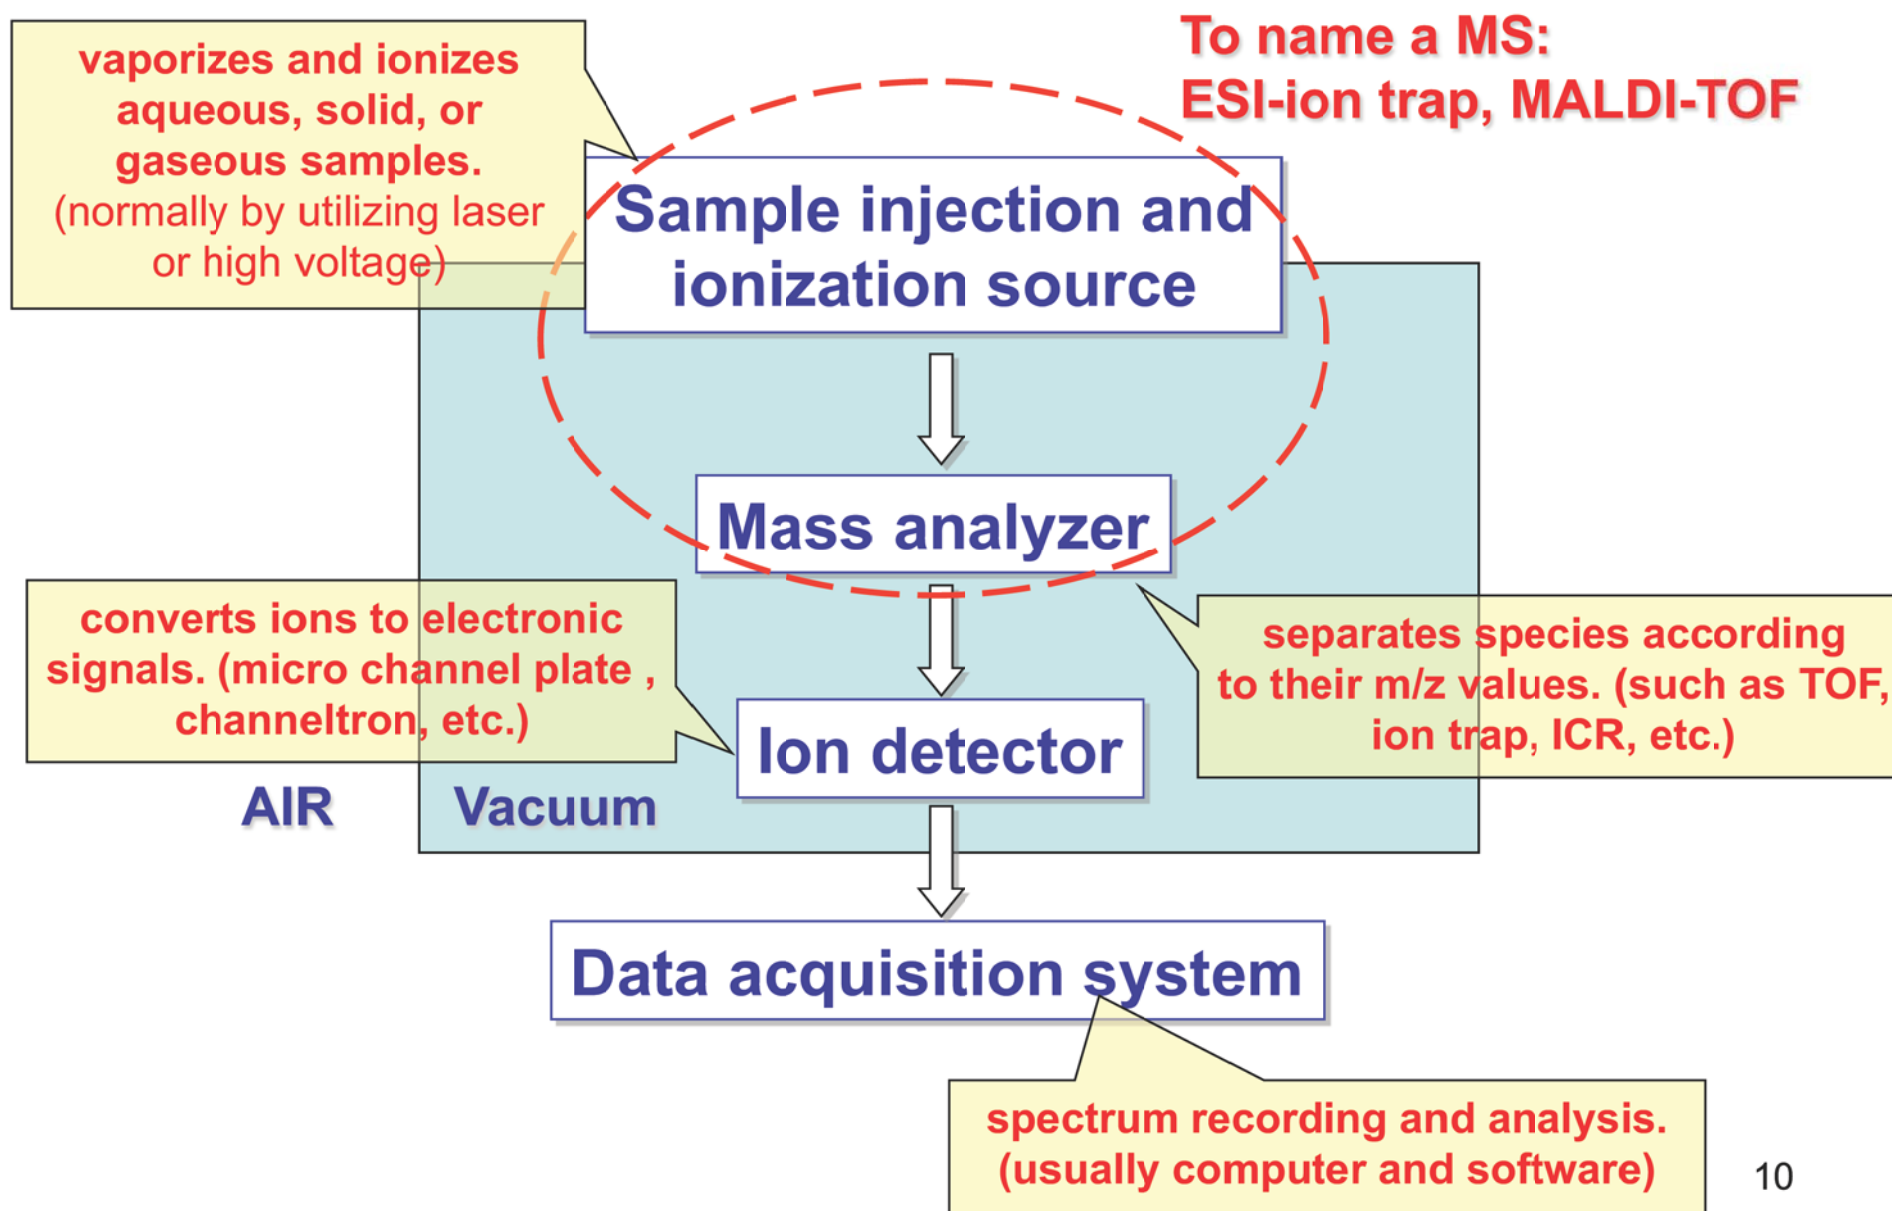 To name a MS:
ESI-ion trap, MALDI-TOF
vaporizes and ionizes
aqueous, solid, or
gaseous samples.
(normally by utilizing laser
or high voltage)
Sample injection and
ionization source
Mass analyzer
separates species according
to their m/z values. (such as TOF,
ion trap, ICR, etc.)
converts ions to electronic
signals. (micro channel plate ,
channeltron, etc.)
Ion detector
AIR
Vacuum
Data acquisition system
spectrum recording and analysis.
(usually computer and software)
10